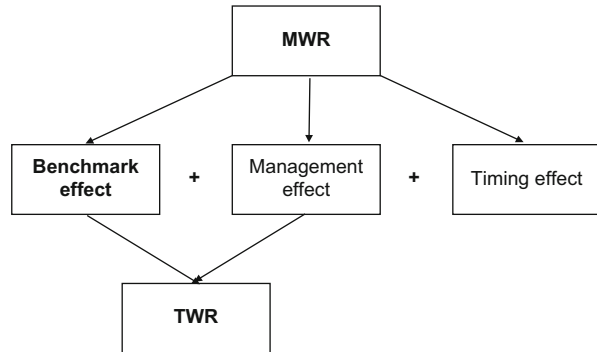 MWR
Benchmark + Management + Timing effect
effect effect
TWR